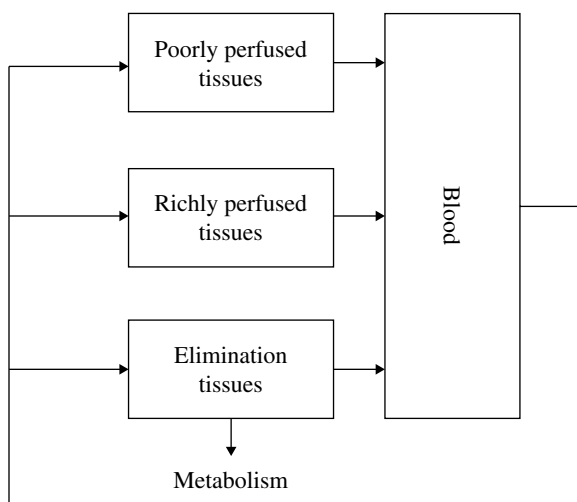 Poorly perfused
tissues
Richly perfused
tissues
Blood
Elimination
tissues
Metabolism